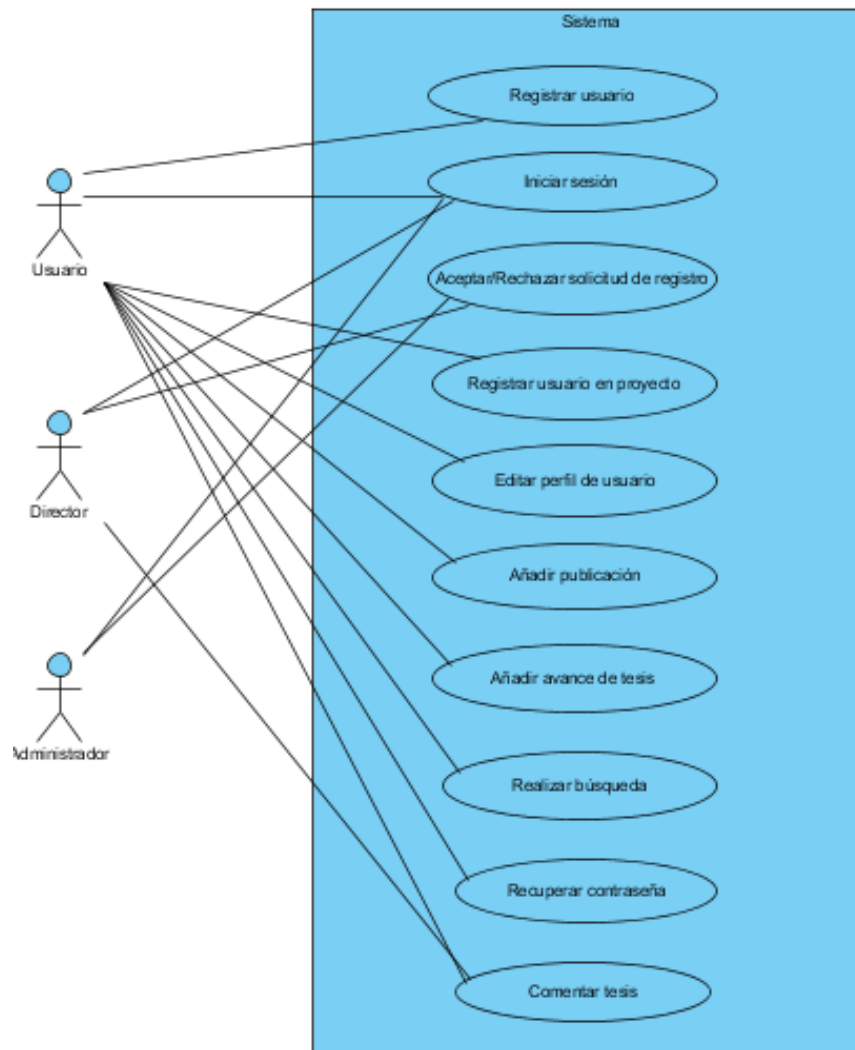 Sistema
Registrar usuario
Iniciar sesión
Usuario
Aceptar/Rechazar solicitud de registro
Registrar usuario en proyecto
Editar perfil de usuario
Director
Añadir publicación
Añadir avance de tesis
Administrador
Realizar búsqueda
Recuperar contraseña
Comentar tesis